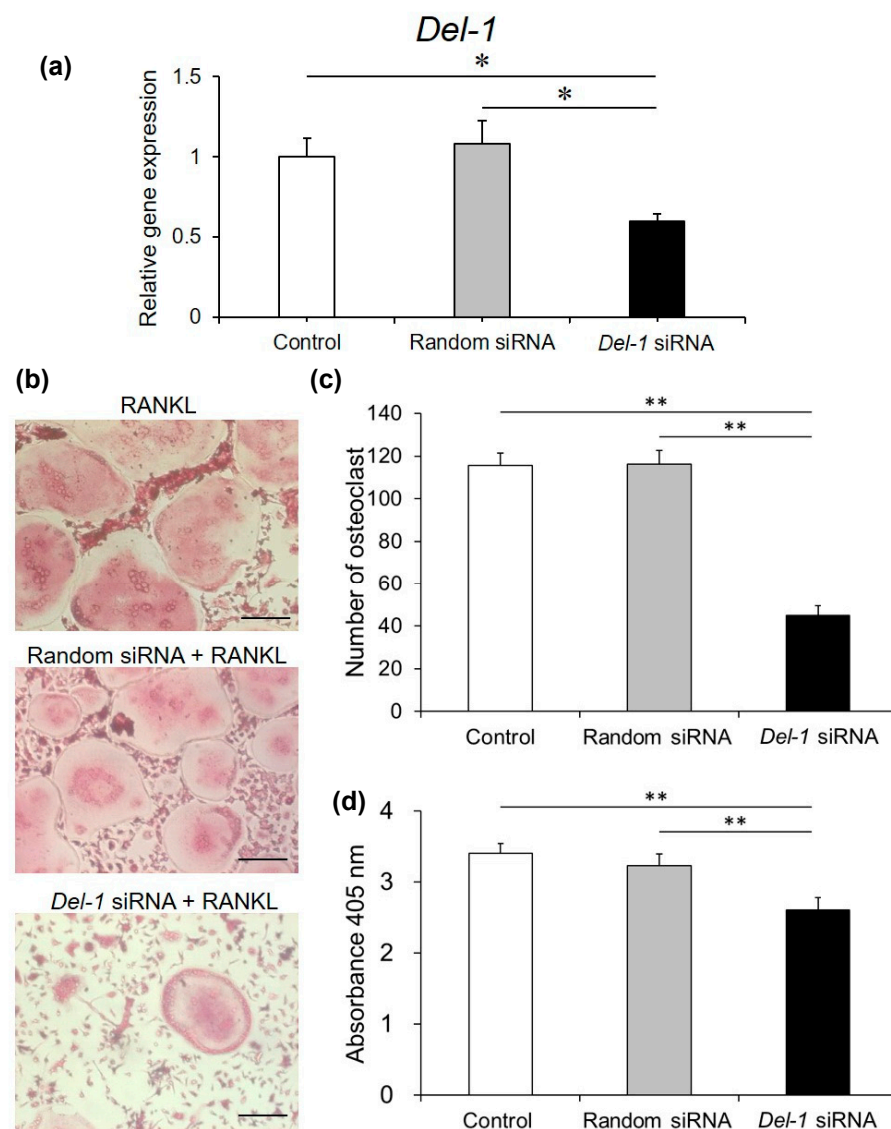 Del-1
(a)
Relative gene expression
1.5
1
0.5
0
*
*
Control
Random siRNA
Del-1 siRNA
(b)
RANKL
Random siRNA + RANKL
Del-1 siRNA + RANKL
(c)
Number of osteoclast
140
120
100
80
60
40
20
0
**
**
Control
Random siRNA
Del-1 siRNA
(d)
Absorbance 405 nm
4
3
2
1
0
**
**
Control
Random siRNA
Del-1 siRNA